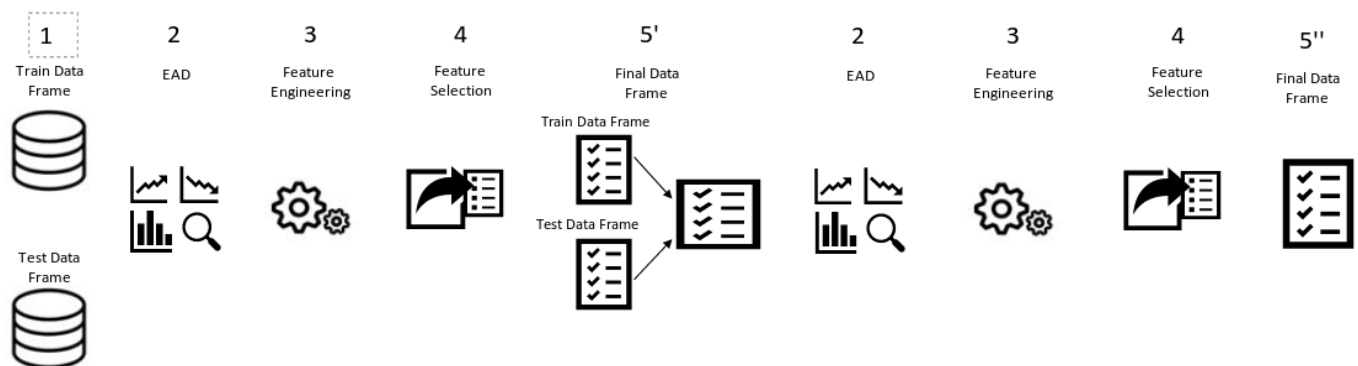 1
Train Data
Frame
Test Data
Frame
2
EAD
3
Feature
Engineering
4
Feature
Selection
5'
Final Data
Frame
Train Data Frame
Test Data Frame
2
EAD
3
Feature
Engineering
4
Feature
Selection
5''
Final Data
Frame